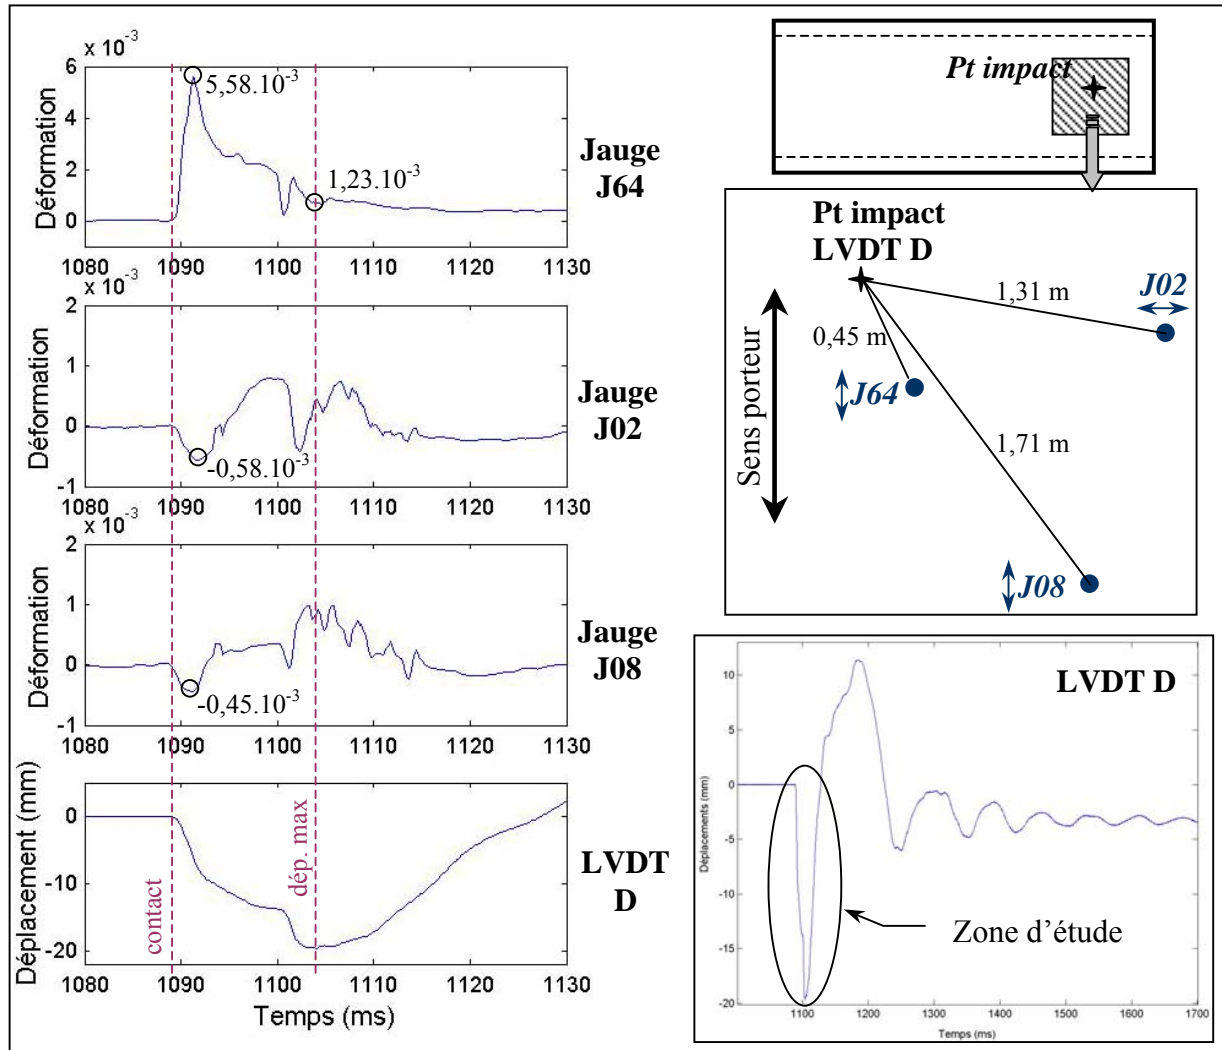 x 10⁻³
6
4
2
0
Déformation
5,58.10⁻³
1,23.10⁻³
1080 1090 1100 1110 1120 1130
Jauge
J64
x 10⁻³
2
1
0
-1
Déformation
-0,58.10⁻³
1080 1090 1100 1110 1120 1130
Jauge
J02
x 10⁻³
2
1
0
-1
Déformation
-0,45.10⁻³
1080 1090 1100 1110 1120 1130
Jauge
J08
0
-10
-20
Déplacement (mm)
contact
dép. max
1080 1090 1100 1110 1120 1130
Temps (ms)
LVDT
D
Pt impact
Pt impact
LVDT D
Sens porteur
1,31 m
J02
0,45 m
J64
1,71 m
J08
LVDT D
10
5
0
-5
-10
-15
-20
Déplacements (mm)
Zone d'étude
1100 1200 1300 1400 1500 1600 1700
Temps (ms)